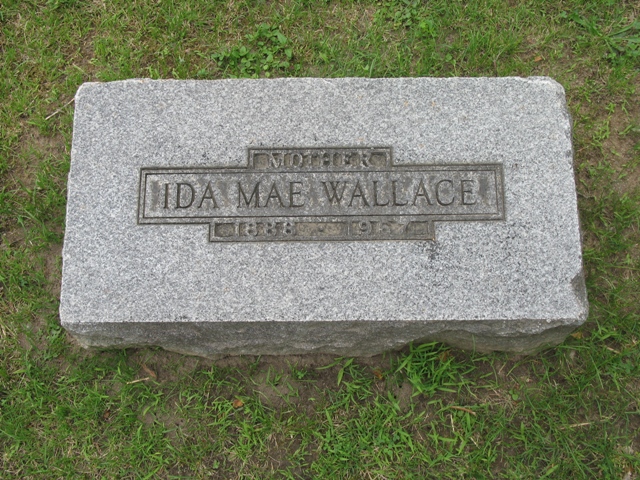 MOTHER
IDA MAE WALLACE
1888 - 1957